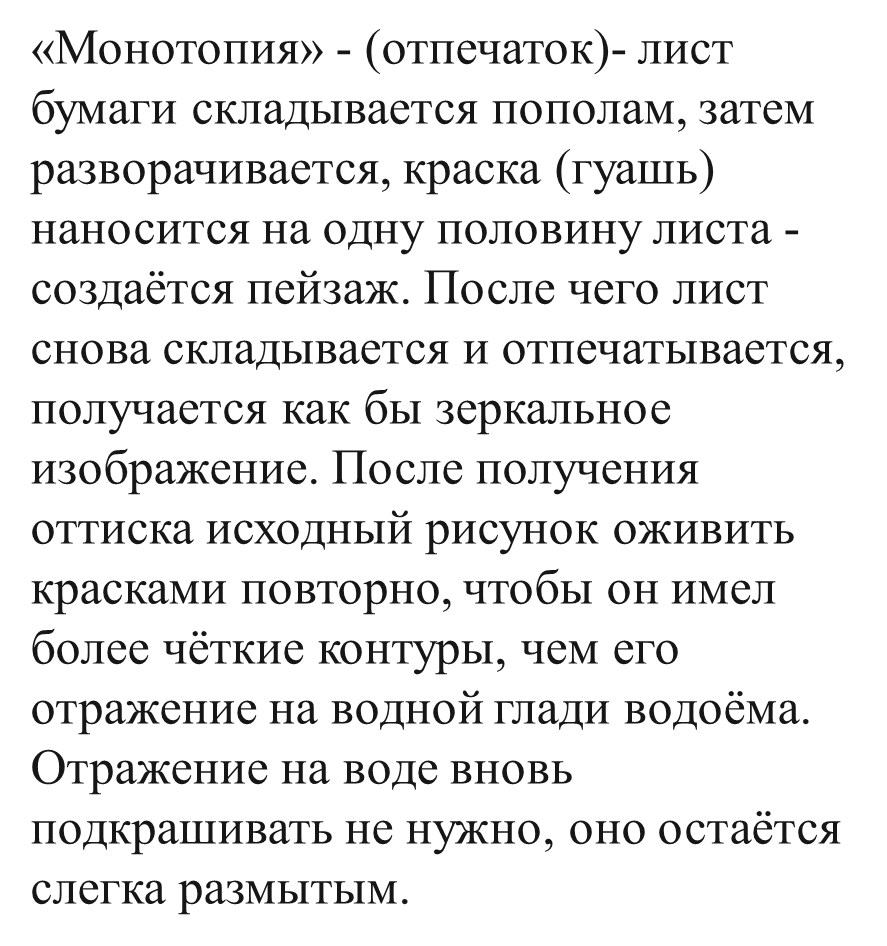 «Монотопия» - (отпечаток)- лист
бумаги складывается пополам, затем
разворачивается, краска (гуашь)
наносится на одну половину листа -
создаётся пейзаж. После чего лист
снова складывается и отпечатывается,
получается как бы зеркальное
изображение. После получения
оттиска исходный рисунок оживить
красками повторно, чтобы он имел
более чёткие контуры, чем его
отражение на водной глади водоёма.
Отражение на воде вновь
подкрашивать не нужно, оно остаётся
слегка размытым.